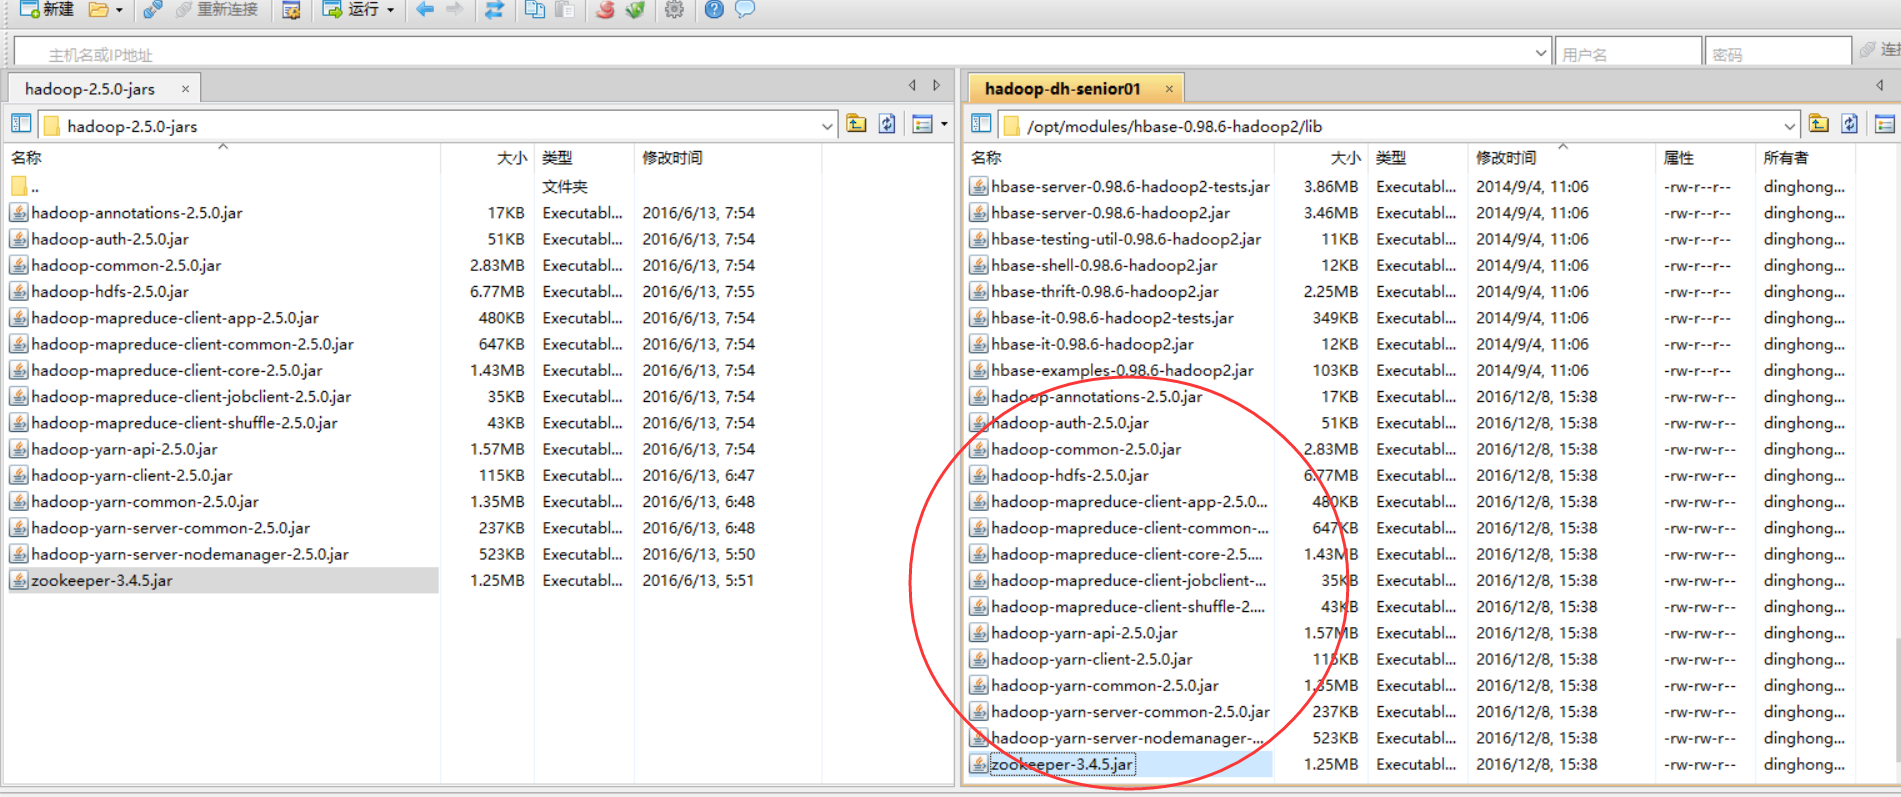 新建 重新连接 运行
主机名或IP地址 用户名 密码 连接
hadoop-2.5.0-jars ×
hadoop-2.5.0-jars
名称 大小 类型 修改时间
.. 文件夹
hadoop-annotations-2.5.0.jar 17KB Executabl... 2016/6/13, 7:54
hadoop-auth-2.5.0.jar 51KB Executabl... 2016/6/13, 7:54
hadoop-common-2.5.0.jar 2.83MB Executabl... 2016/6/13, 7:54
hadoop-hdfs-2.5.0.jar 6.77MB Executabl... 2016/6/13, 7:55
hadoop-mapreduce-client-app-2.5.0.jar 480KB Executabl... 2016/6/13, 7:54
hadoop-mapreduce-client-common-2.5.0.jar 647KB Executabl... 2016/6/13, 7:54
hadoop-mapreduce-client-core-2.5.0.jar 1.43MB Executabl... 2016/6/13, 7:54
hadoop-mapreduce-client-jobclient-2.5.0.jar 35KB Executabl... 2016/6/13, 7:54
hadoop-mapreduce-client-shuffle-2.5.0.jar 43KB Executabl... 2016/6/13, 7:54
hadoop-yarn-api-2.5.0.jar 1.57MB Executabl... 2016/6/13, 7:54
hadoop-yarn-client-2.5.0.jar 115KB Executabl... 2016/6/13, 6:47
hadoop-yarn-common-2.5.0.jar 1.35MB Executabl... 2016/6/13, 6:48
hadoop-yarn-server-common-2.5.0.jar 237KB Executabl... 2016/6/13, 6:48
hadoop-yarn-server-nodemanager-2.5.0.jar 523KB Executabl... 2016/6/13, 5:50
zookeeper-3.4.5.jar 1.25MB Executabl... 2016/6/13, 5:51
hadoop-dh-senior01 ×
/opt/modules/hbase-0.98.6-hadoop2/lib
名称 大小 类型 修改时间 属性 所有者
hbase-server-0.98.6-hadoop2-tests.jar 3.86MB Executabl... 2014/9/4, 11:06 -rw-r--r-- dinghong...
hbase-server-0.98.6-hadoop2.jar 3.46MB Executabl... 2014/9/4, 11:06 -rw-r--r-- dinghong...
hbase-testing-util-0.98.6-hadoop2.jar 11KB Executabl... 2014/9/4, 11:06 -rw-r--r-- dinghong...
hbase-shell-0.98.6-hadoop2.jar 12KB Executabl... 2014/9/4, 11:06 -rw-r--r-- dinghong...
hbase-thrift-0.98.6-hadoop2.jar 2.25MB Executabl... 2014/9/4, 11:06 -rw-r--r-- dinghong...
hbase-it-0.98.6-hadoop2-tests.jar 349KB Executabl... 2014/9/4, 11:06 -rw-r--r-- dinghong...
hbase-it-0.98.6-hadoop2.jar 12KB Executabl... 2014/9/4, 11:06 -rw-r--r-- dinghong...
hbase-examples-0.98.6-hadoop2.jar 103KB Executabl... 2014/9/4, 11:06 -rw-r--r-- dinghong...
hadoop-annotations-2.5.0.jar 17KB Executabl... 2016/12/8, 15:38 -rw-rw-r-- dinghong...
hadoop-auth-2.5.0.jar 51KB Executabl... 2016/12/8, 15:38 -rw-rw-r-- dinghong...
hadoop-common-2.5.0.jar 2.83MB Executabl... 2016/12/8, 15:38 -rw-rw-r-- dinghong...
hadoop-hdfs-2.5.0.jar 6.77MB Executabl... 2016/12/8, 15:38 -rw-rw-r-- dinghong...
hadoop-mapreduce-client-app-2.5.0... 480KB Executabl... 2016/12/8, 15:38 -rw-rw-r-- dinghong...
hadoop-mapreduce-client-common-... 647KB Executabl... 2016/12/8, 15:38 -rw-rw-r-- dinghong...
hadoop-mapreduce-client-core-2.5.... 1.43MB Executabl... 2016/12/8, 15:38 -rw-rw-r-- dinghong...
hadoop-mapreduce-client-jobclient-... 35KB Executabl... 2016/12/8, 15:38 -rw-rw-r-- dinghong...
hadoop-mapreduce-client-shuffle-2.... 43KB Executabl... 2016/12/8, 15:38 -rw-rw-r-- dinghong...
hadoop-yarn-api-2.5.0.jar 1.57MB Executabl... 2016/12/8, 15:38 -rw-rw-r-- dinghong...
hadoop-yarn-client-2.5.0.jar 115KB Executabl... 2016/12/8, 15:38 -rw-rw-r-- dinghong...
hadoop-yarn-common-2.5.0.jar 1.35MB Executabl... 2016/12/8, 15:38 -rw-rw-r-- dinghong...
hadoop-yarn-server-common-2.5.0.jar 237KB Executabl... 2016/12/8, 15:38 -rw-rw-r-- dinghong...
hadoop-yarn-server-nodemanager-... 523KB Executabl... 2016/12/8, 15:38 -rw-rw-r-- dinghong...
zookeeper-3.4.5.jar 1.25MB Executabl... 2016/12/8, 15:38 -rw-rw-r-- dinghong...